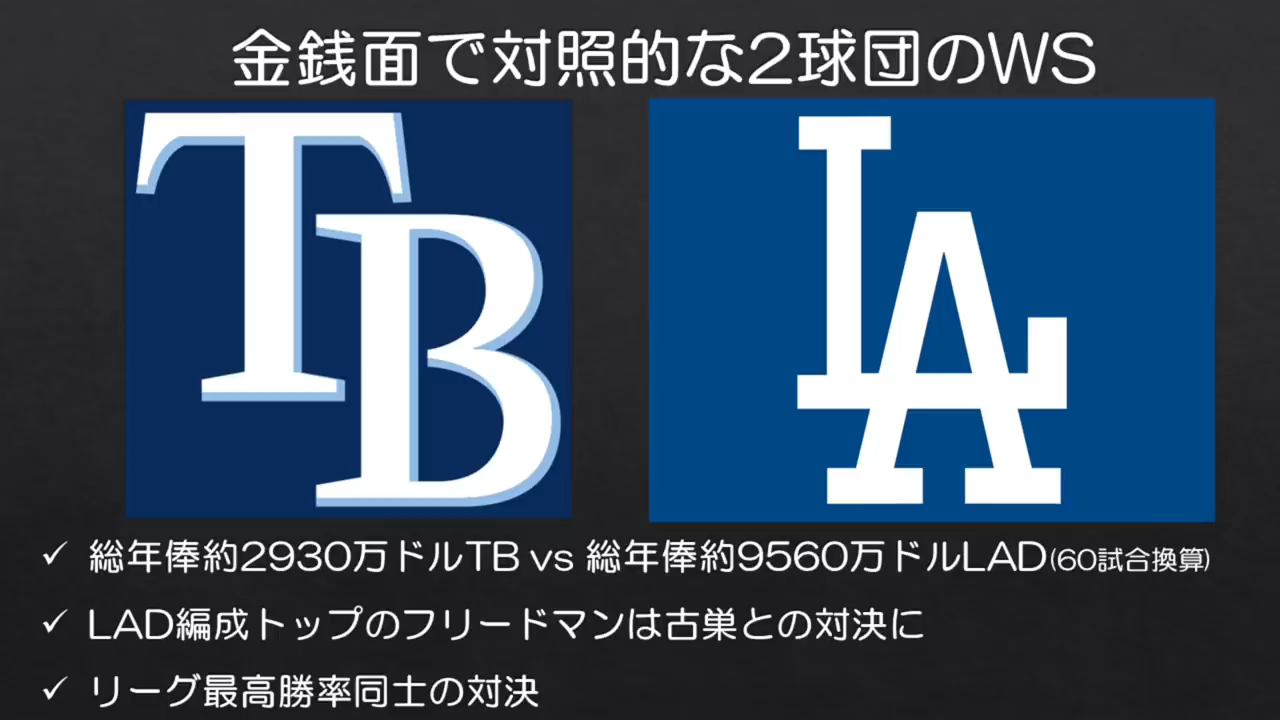 金銭面で対照的な2球団のWS
TB
LA
✓ 総年俸約2930万ドルTB vs 総年俸約9560万ドルLAD(60試合換算)
✓ LAD編成トップのフリードマンは古巣との対決に
✓ リーグ最高勝率同士の対決